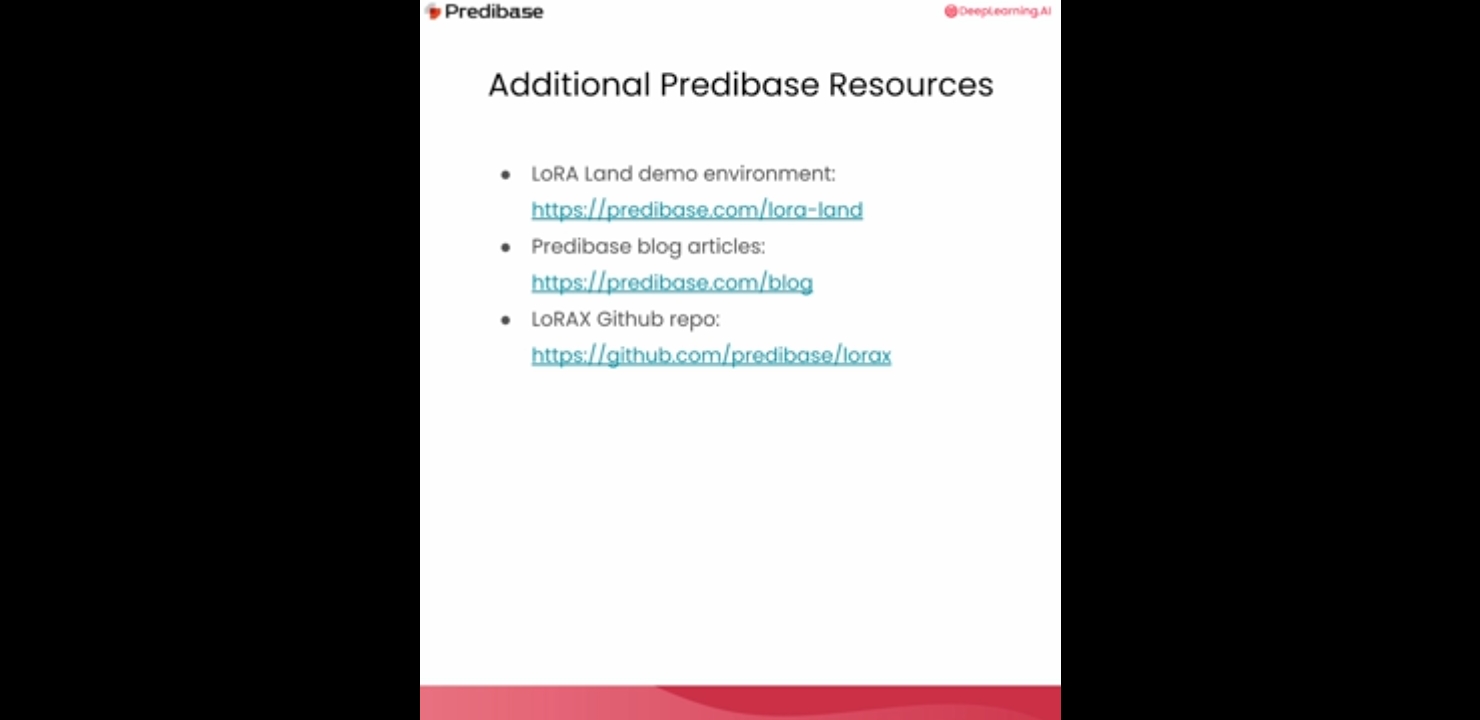 Predibase
DeepLearning.AI
Additional Predibase Resources
● LoRA Land demo environment:
https://predibase.com/lora-land
● Predibase blog articles:
https://predibase.com/blog
● LoRAX Github repo:
https://github.com/predibase/lorax